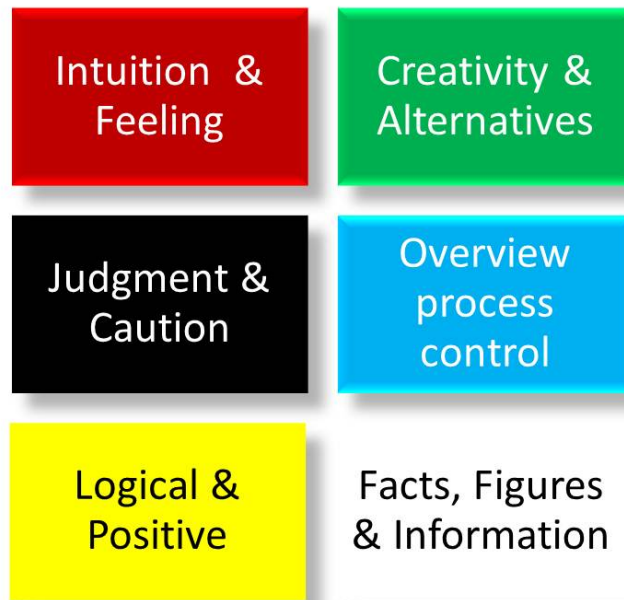 Intuition &
Feeling
Creativity &
Alternatives
Judgment &
Caution
Overview
process
control
Logical &
Positive
Facts, Figures
& Information